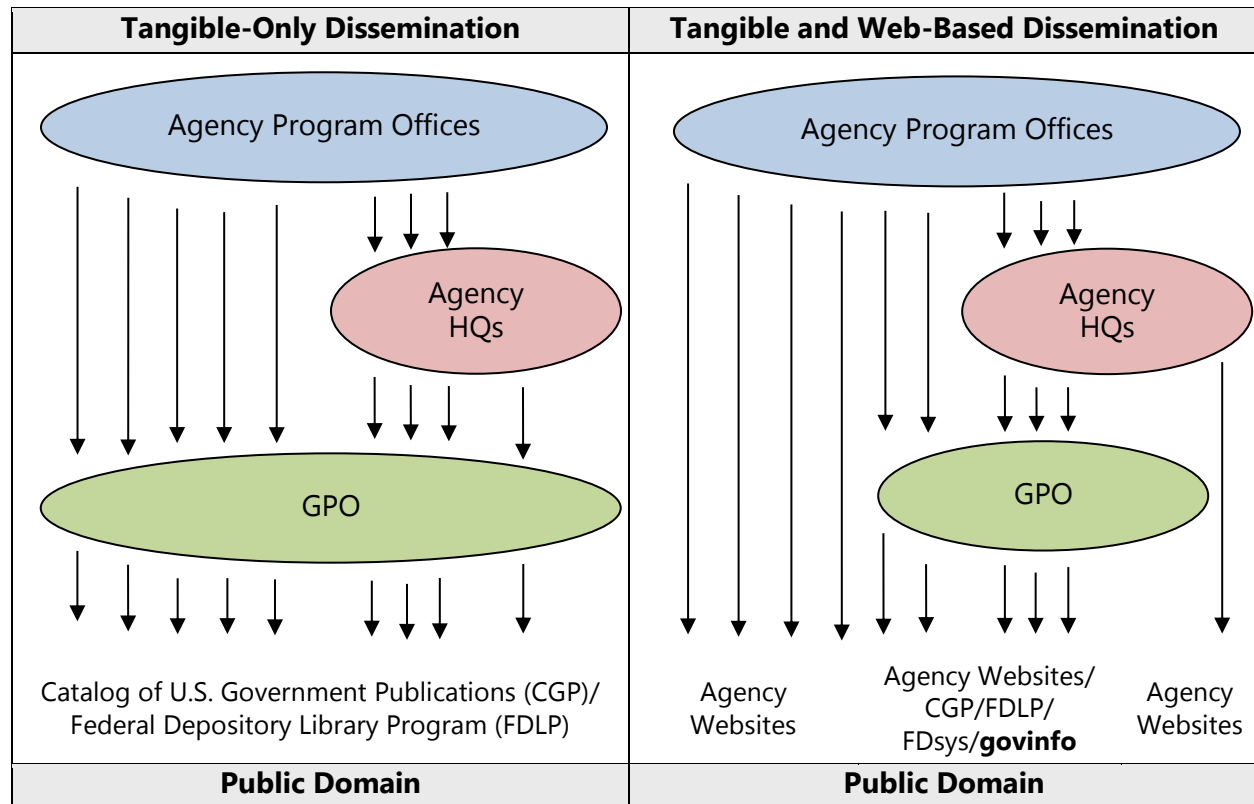 Tangible-Only Dissemination
Agency Program Offices
Agency
HQs
GPO
Catalog of U.S. Government Publications (CGP)/
Federal Depository Library Program (FDLP)
Public Domain
Tangible and Web-Based Dissemination
Agency Program Offices
Agency
HQs
GPO
Agency
Websites
Agency Websites/
CGP/FDLP/
FDsys/govinfo
Agency
Websites
Public Domain